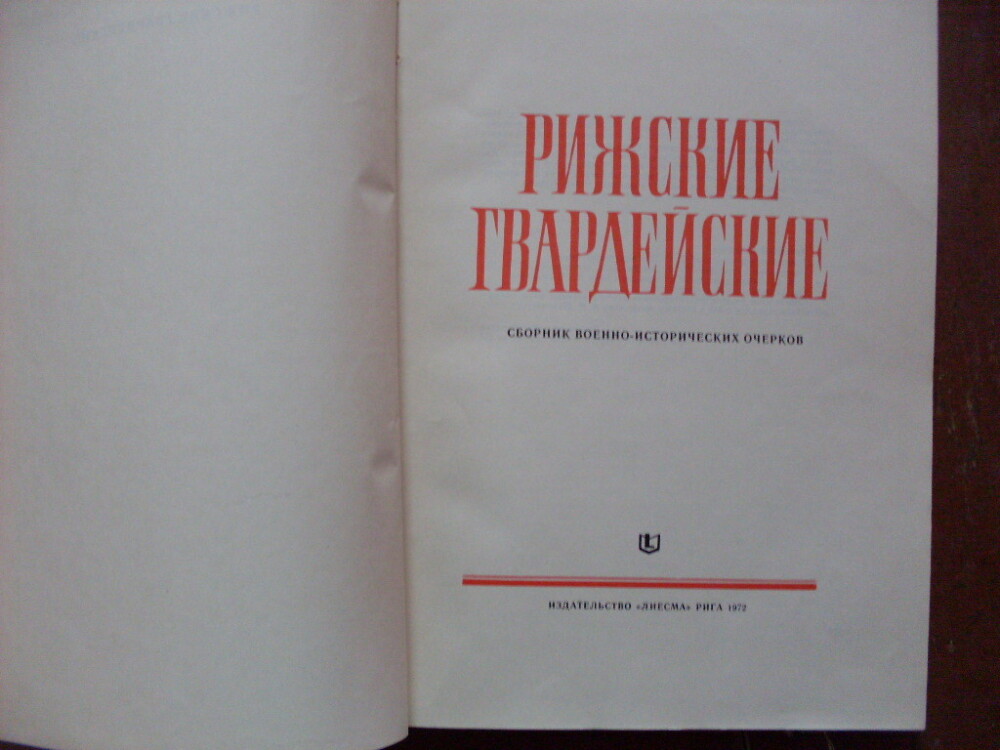 РИЖСКИЕ
ГВАРДЕЙСКИЕ
СБОРНИК ВОЕННО-ИСТОРИЧЕСКИХ ОЧЕРКОВ
L
ИЗДАТЕЛЬСТВО «ЛИЕСМА» РИГА 1972